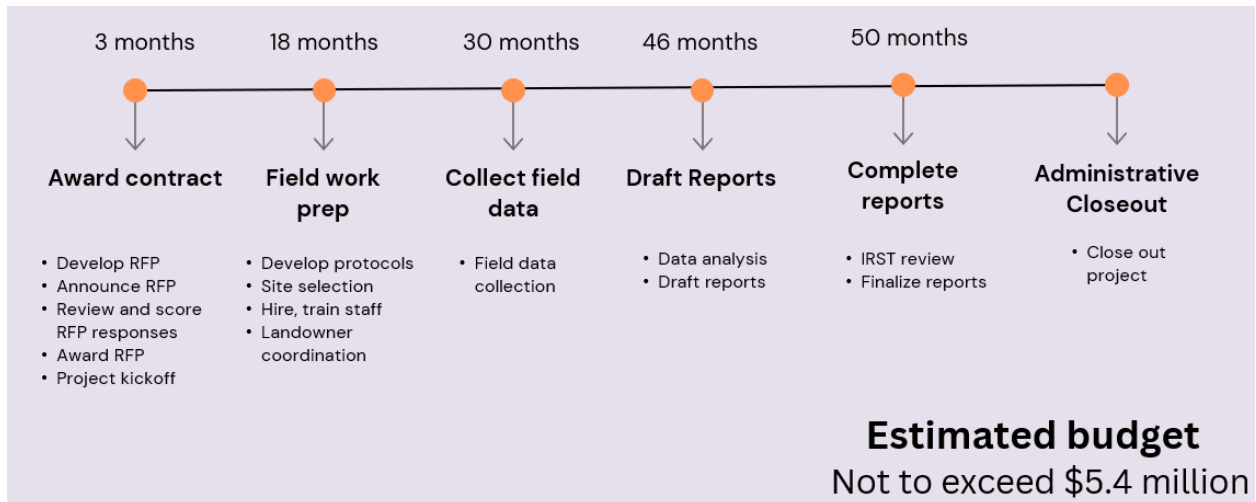 3 months
18 months
30 months
46 months
50 months
Award contract
Field work
prep
Collect field
data
Draft Reports
Complete
reports
Administrative
Closeout
• Develop RFP
• Announce RFP
• Review and score
RFP responses
• Award RFP
• Project kickoff
• Develop protocols
• Site selection
• Hire, train staff
• Landowner
coordination
• Field data
collection
• Data analysis
• Draft reports
• IRST review
• Finalize reports
• Close out
project
Estimated budget
Not to exceed $5.4 million